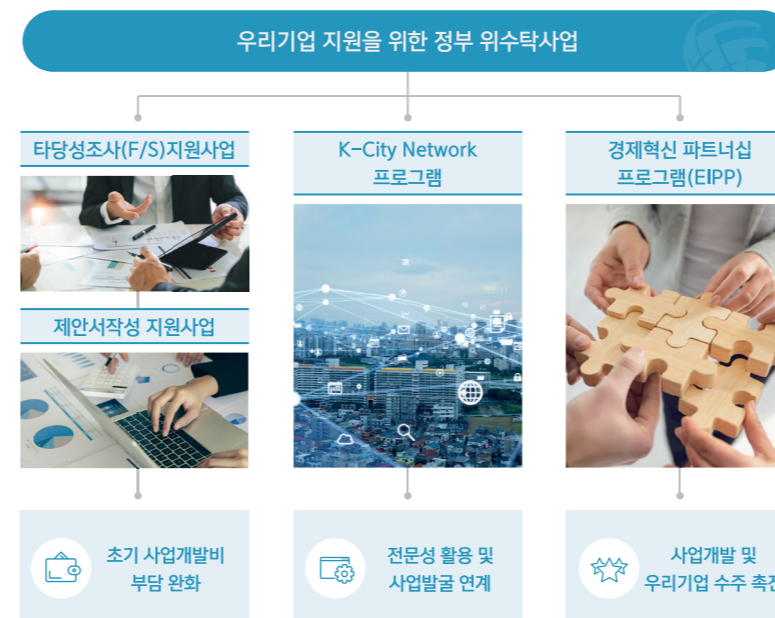 우리기업 지원을 위한 정부 위수탁사업
타당성조사(F/S)지원사업
제안서작성 지원사업
초기 사업개발비
부담 완화
K-City Network
프로그램
전문성 활용 및
사업발굴 연계
경제혁신 파트너십
프로그램(EIPP)
사업개발 및
우리기업 수주 촉진